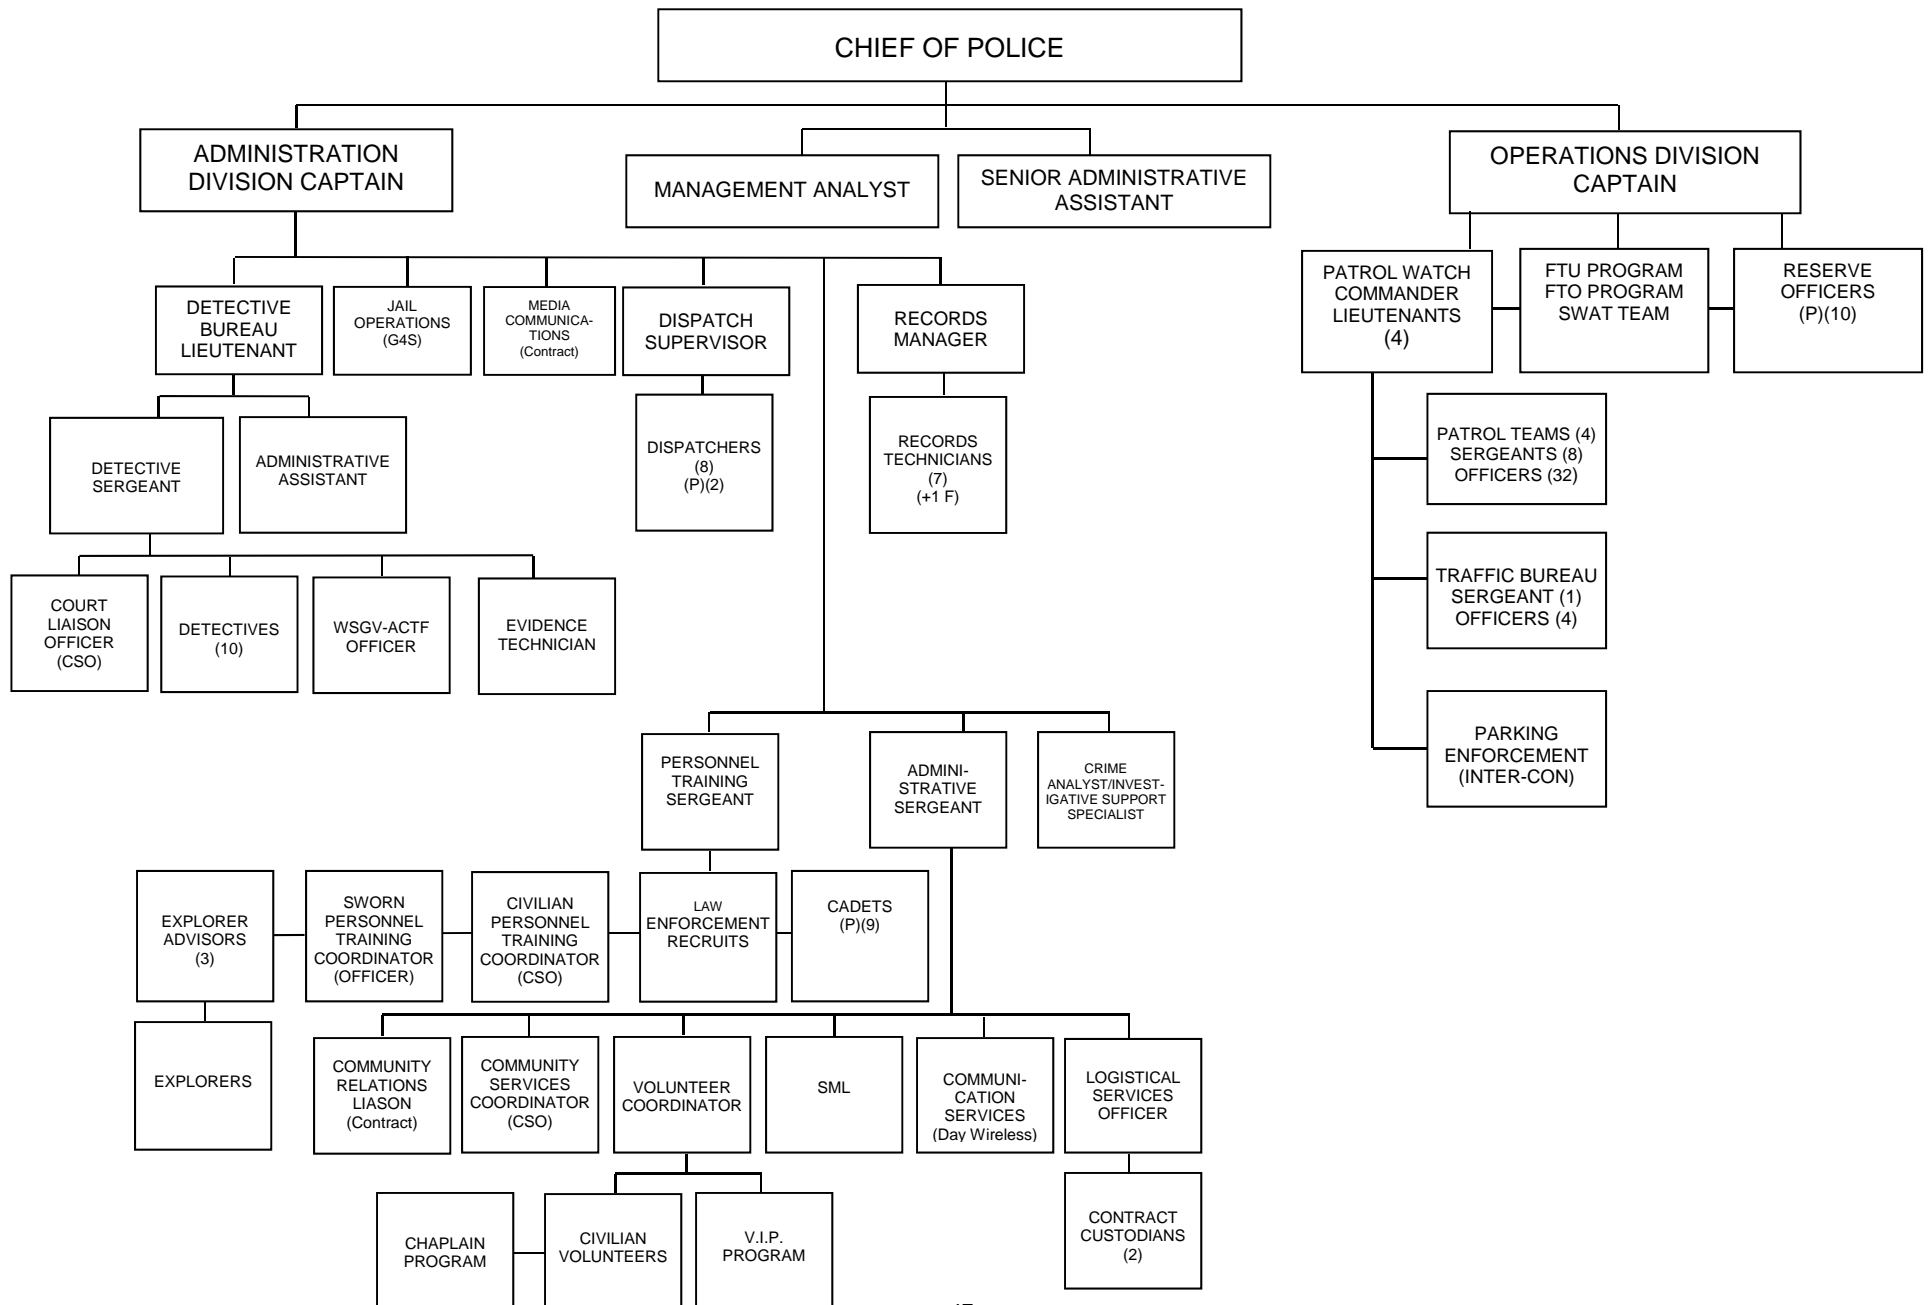 CHIEF OF POLICE
ADMINISTRATION
DIVISION CAPTAIN
MANAGEMENT ANALYST
SENIOR ADMINISTRATIVE
ASSISTANT
OPERATIONS DIVISION
CAPTAIN
DETECTIVE
BUREAU
LIEUTENANT
JAIL
OPERATIONS
(G4S)
MEDIA
COMMUNICA-
TIONS
(Contract)
DISPATCH
SUPERVISOR
RECORDS
MANAGER
PATROL WATCH
COMMANDER
LIEUTENANTS
(4)
FTU PROGRAM
FTO PROGRAM
SWAT TEAM
RESERVE
OFFICERS
(P)(10)
DETECTIVE
SERGEANT
ADMINISTRATIVE
ASSISTANT
DISPATCHERS
(8)
(P)(2)
RECORDS
TECHNICIANS
(7)
(+1 F)
PATROL TEAMS (4)
SERGEANTS (8)
OFFICERS (32)
COURT
LIAISON
OFFICER
(CSO)
DETECTIVES
(10)
WSGV-ACTF
OFFICER
EVIDENCE
TECHNICIAN
TRAFFIC BUREAU
SERGEANT (1)
OFFICERS (4)
PARKING
ENFORCEMENT
(INTER-CON)
PERSONNEL
TRAINING
SERGEANT
ADMINI-
STRATIVE
SERGEANT
CRIME
ANALYST/INVEST-
IGATIVE SUPPORT
SPECIALIST
EXPLORER
ADVISORS
(3)
SWORN
PERSONNEL
TRAINING
COORDINATOR
(OFFICER)
CIVILIAN
PERSONNEL
TRAINING
COORDINATOR
(CSO)
LAW
ENFORCEMENT
RECRUITS
CADETS
(P)(9)
EXPLORERS
COMMUNITY
RELATIONS
LIASON
(Contract)
COMMUNITY
SERVICES
COORDINATOR
(CSO)
VOLUNTEER
COORDINATOR
SML
COMMUNI-
CATION
SERVICES
(Day Wireless)
LOGISTICAL
SERVICES
OFFICER
CHAPLAIN
PROGRAM
CIVILIAN
VOLUNTEERS
V.I.P.
PROGRAM
CONTRACT
CUSTODIANS
(2)